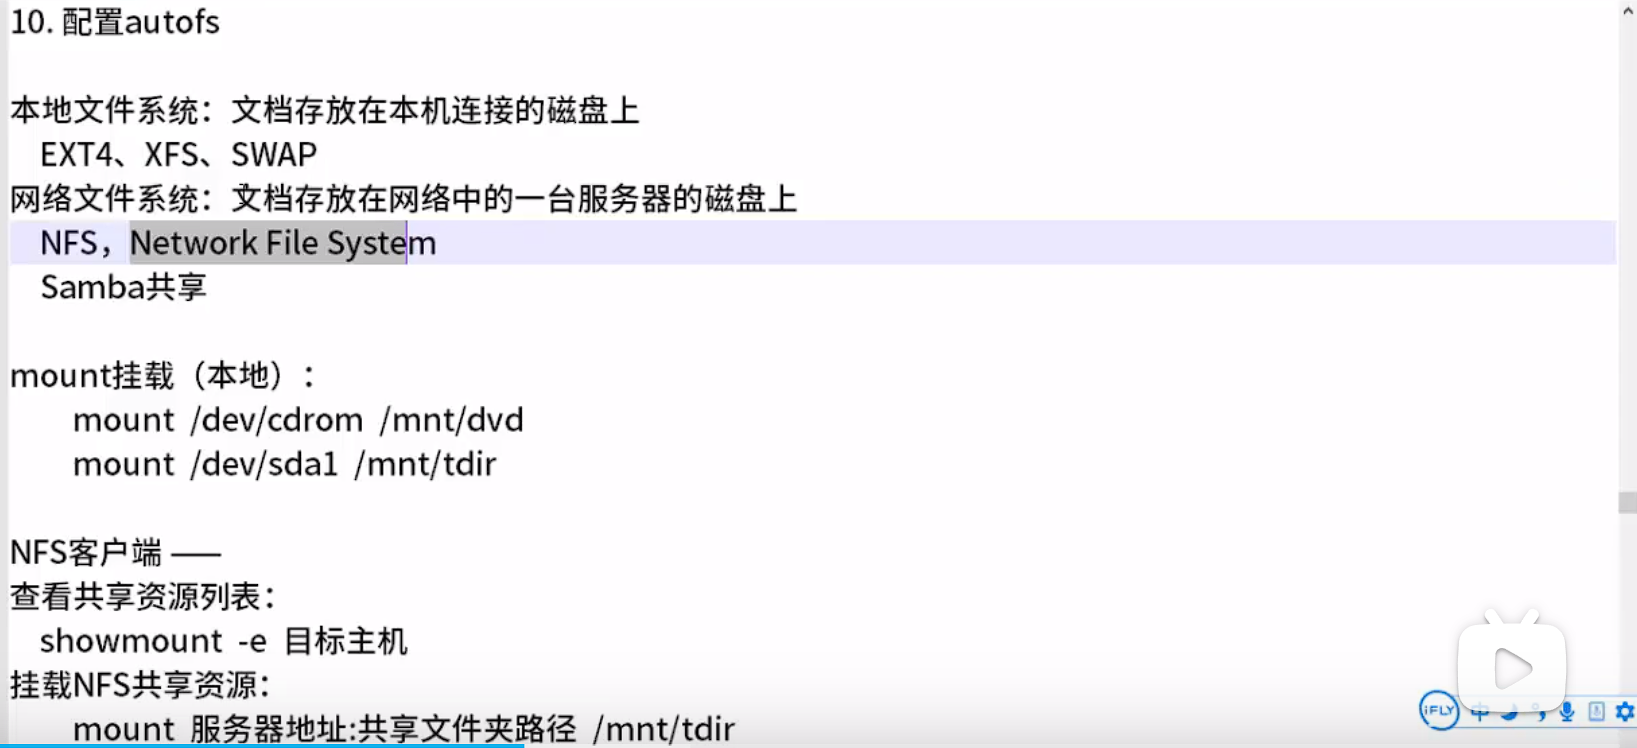 10. 配置autofs
本地文件系统：文档存放在本机连接的磁盘上
EXT4、XFS、SWAP
网络文件系统：文档存放在网络中的一台服务器的磁盘上
NFS，Network File System
Samba共享
mount挂载（本地）：
mount /dev/cdrom /mnt/dvd
mount /dev/sda1 /mnt/tdir
NFS客户端 ——
查看共享资源列表：
showmount -e 目标主机
挂载NFS共享资源：
iFLY 中
mount 服务器地址:共享文件夹路径 /mnt/tdir